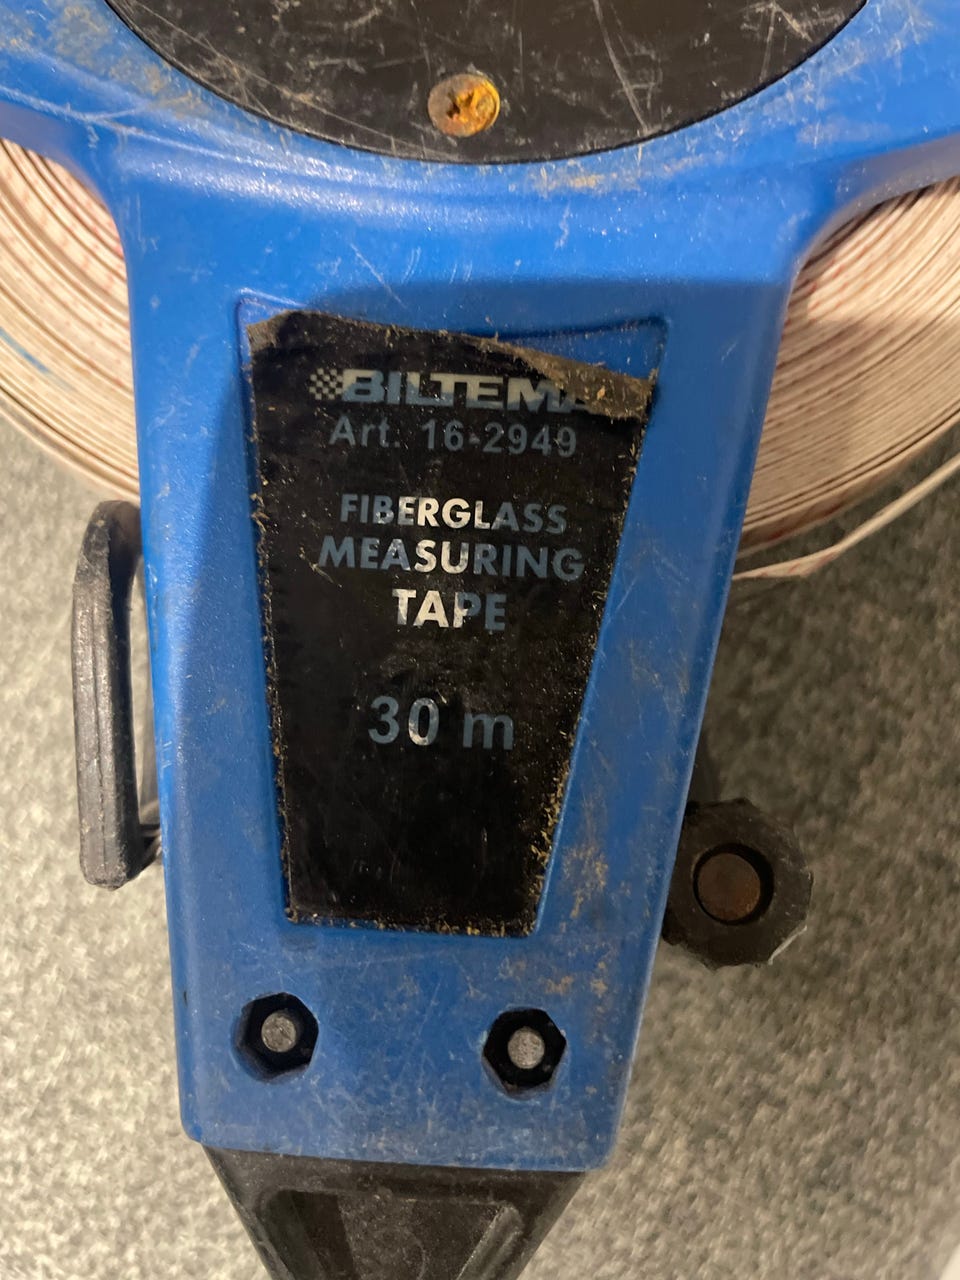 BILTEMA
Art. 16-2949
FIBERGLASS
MEASURING
TAPE
30 m